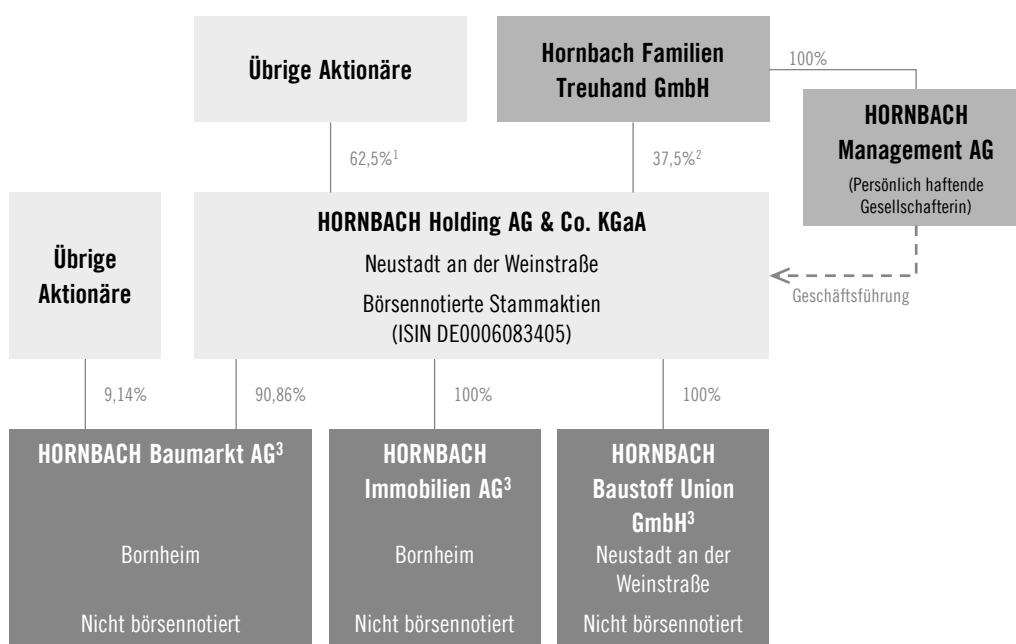 Übrige Aktionäre
Hornbach Familien
Treuhand GmbH
100%
HORNBACH
Management AG
(Persönlich haftende
Gesellschafterin)
62,5%¹
37,5%²
Übrige
Aktionäre
HORNBACH Holding AG & Co. KGaA
Neustadt an der Weinstraße
Börsennotierte Stammaktien
(ISIN DE0006083405)
Geschäftsführung
9,14%
90,86%
100%
100%
HORNBACH Baumarkt AG³
Bornheim
Nicht börsennotiert
HORNBACH
Immobilien AG³
Bornheim
Nicht börsennotiert
HORNBACH
Baustoff Union
GmbH³
Neustadt an der
Weinstraße
Nicht börsennotiert